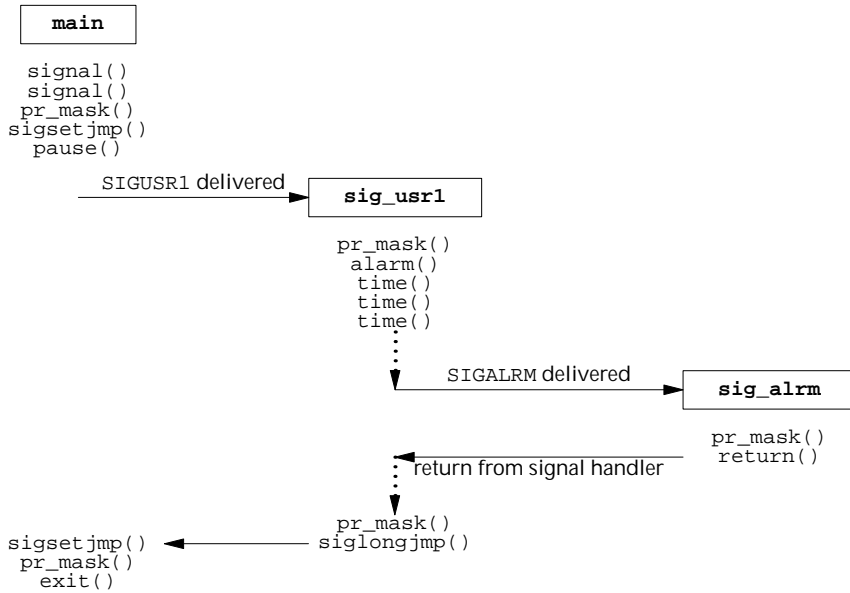 main
signal()
signal()
pr_mask()
sigsetjmp()
pause()
SIGUSR1 delivered
sig_usr1
pr_mask()
alarm()
time()
time()
time()
SIGALRM delivered
sig_alrm
pr_mask()
return()
return from signal handler
pr_mask()
siglongjmp()
sigsetjmp()
pr_mask()
exit()